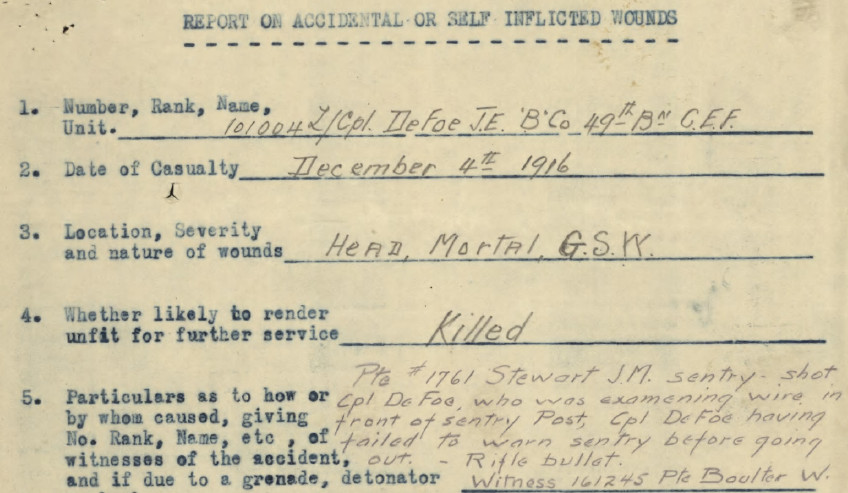 REPORT ON ACCIDENTAL OR SELF INFLICTED WOUNDS
1. Number, Rank, Name,
Unit. 101004 L/Cpl. DeFoe J.E. 'B' Co 49th Bn C.E.F.
2. Date of Casualty December 4th 1916
3. Location, Severity
and nature of wounds Head, Mortal, G.S.W.
4. Whether likely to render
unfit for further service Killed
Pte #1761 Stewart J.M. sentry - shot
5. Particulars as to how or Cpl DeFoe, who was examening wire, in
by whom caused, giving front of sentry Post, Cpl DeFoe having
No. Rank, Name, etc , of failed to warn sentry before going
witnesses of the accident, out. - Rifle bullet.
and if due to a grenade, detonator Witness 161245 Pte Boulter W.